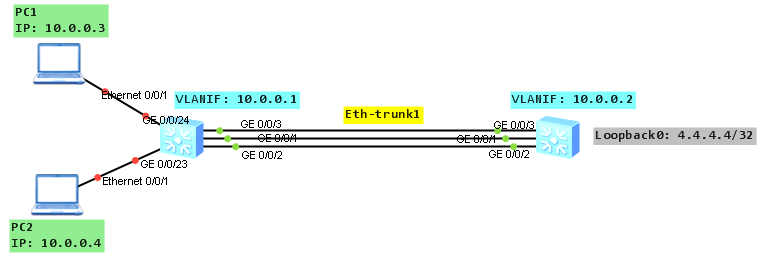 PC1
IP: 10.0.0.3
Ethernet 0/0/1
GE 0/0/24
VLANIF: 10.0.0.1
Eth-trunk1
VLANIF: 10.0.0.2
GE 0/0/3
GE 0/0/3
GE 0/0/1
GE 0/0/1
GE 0/0/2
GE 0/0/2
Loopback0: 4.4.4.4/32
GE 0/0/23
Ethernet 0/0/1
PC2
IP: 10.0.0.4